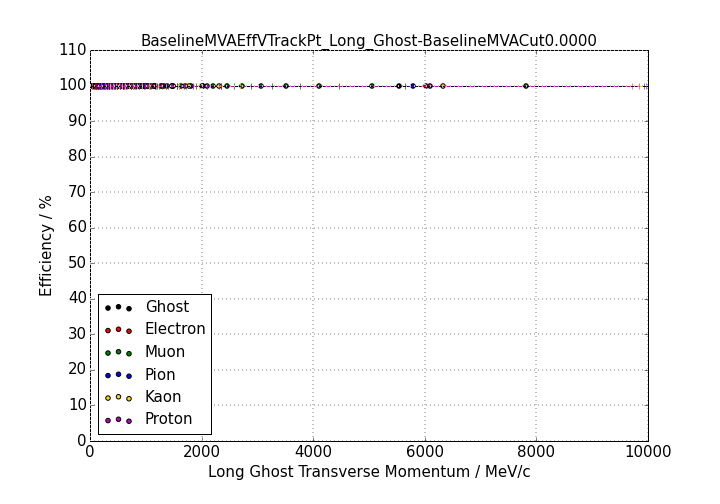 BaselineMVAEffVTrackPt_Long_Ghost-BaselineMVACut0.0000
110
100
90
80
70
60
50
40
30
20
10
0
Efficiency / %
Ghost
Electron
Muon
Pion
Kaon
Proton
0 2000 4000 6000 8000 10000
Long Ghost Transverse Momentum / MeV/c